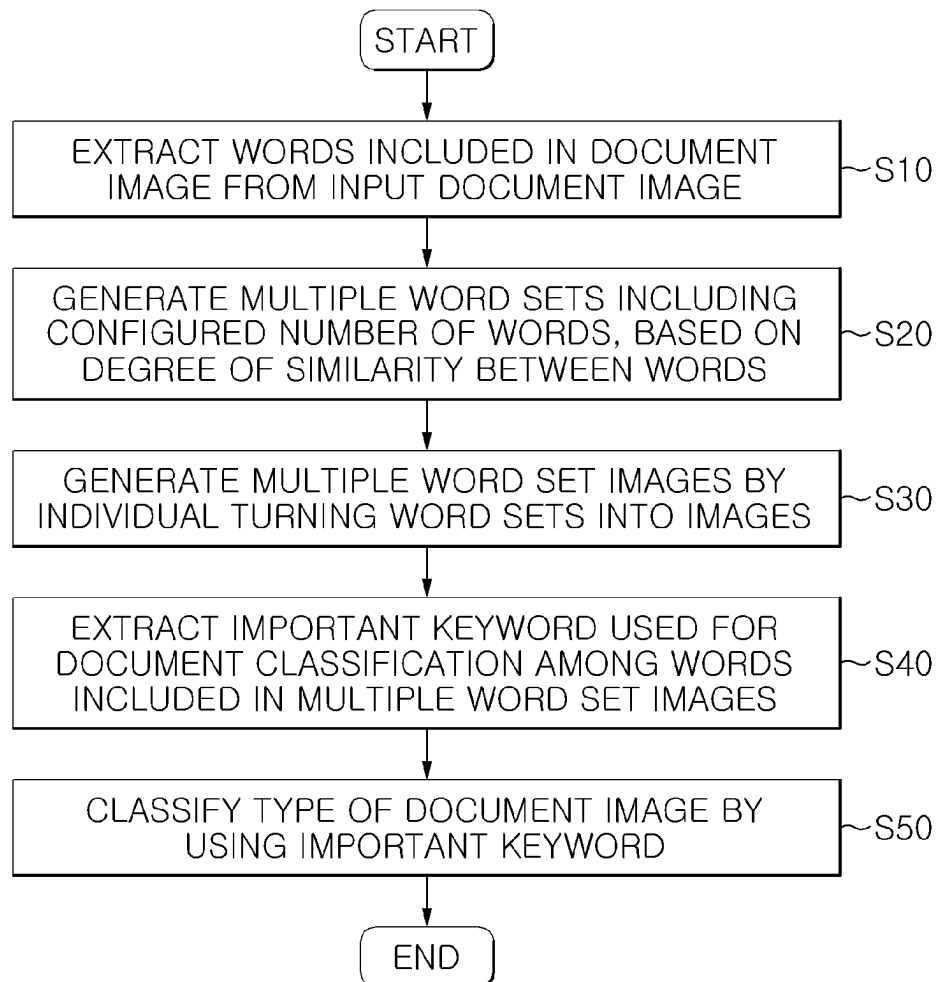 START
EXTRACT WORDS INCLUDED IN DOCUMENT
IMAGE FROM INPUT DOCUMENT IMAGE
S10
GENERATE MULTIPLE WORD SETS INCLUDING
CONFIGURED NUMBER OF WORDS, BASED ON
DEGREE OF SIMILARITY BETWEEN WORDS
S20
GENERATE MULTIPLE WORD SET IMAGES BY
INDIVIDUAL TURNING WORD SETS INTO IMAGES
S30
EXTRACT IMPORTANT KEYWORD USED FOR
DOCUMENT CLASSIFICATION AMONG WORDS
INCLUDED IN MULTIPLE WORD SET IMAGES
S40
CLASSIFY TYPE OF DOCUMENT IMAGE BY
USING IMPORTANT KEYWORD
S50
END